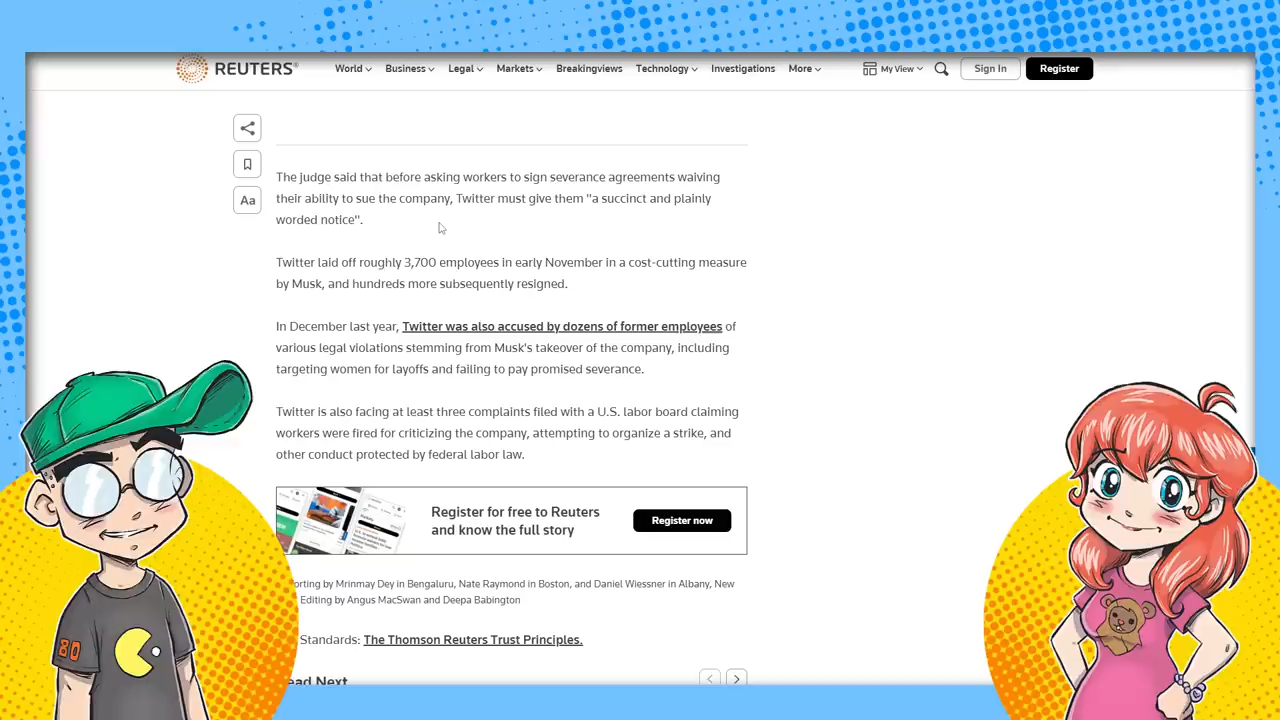 REUTERS®
World Business Legal Markets Breakingviews Technology Investigations More My View Sign In Register
The judge said that before asking workers to sign severance agreements waiving
their ability to sue the company, Twitter must give them "a succinct and plainly
worded notice".
Aa
Twitter laid off roughly 3,700 employees in early November in a cost-cutting measure
by Musk, and hundreds more subsequently resigned.
In December last year, Twitter was also accused by dozens of former employees of
various legal violations stemming from Musk's takeover of the company, including
targeting women for layoffs and failing to pay promised severance.
Twitter is also facing at least three complaints filed with a U.S. labor board claiming
workers were fired for criticizing the company, attempting to organize a strike, and
other conduct protected by federal labor law.
Register for free to Reuters
and know the full story
Register now
orting by Mrinmay Dey in Bengaluru, Nate Raymond in Boston, and Daniel Wiessner in Albany, New
Editing by Angus MacSwan and Deepa Babington
Standards: The Thomson Reuters Trust Principles.
ead Next
80